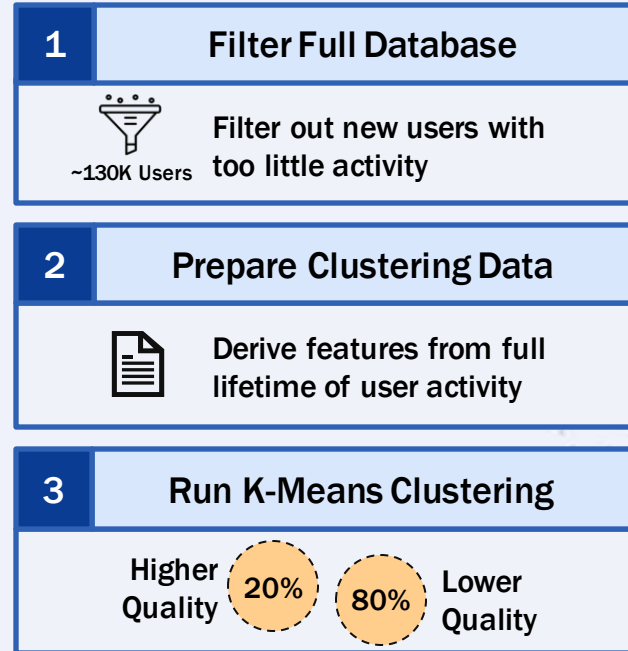 1
Filter Full Database
Filter out new users with
too little activity
~130K Users
2
Prepare Clustering Data
Derive features from full
lifetime of user activity
3
Run K-Means Clustering
Higher
Quality
20%
80%
Lower
Quality